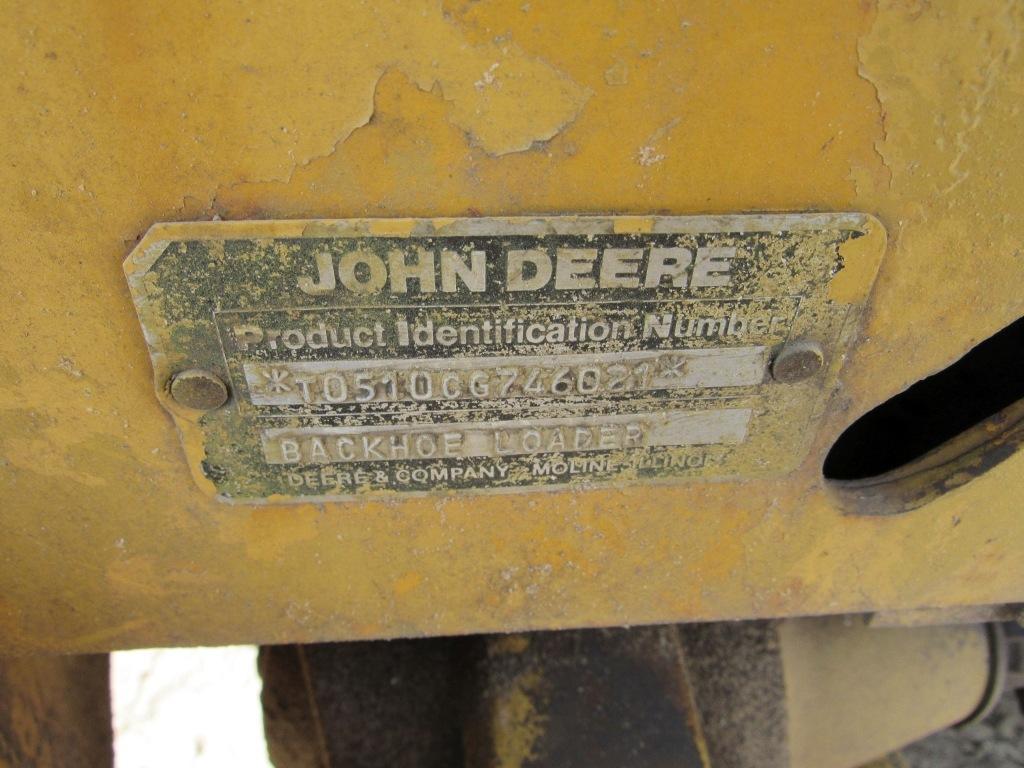 JOHN DEERE
Product Identification Number
*T0510CG746021*
BACKHOE LOADER
DEERE & COMPANY MOLINE ILLINOIS